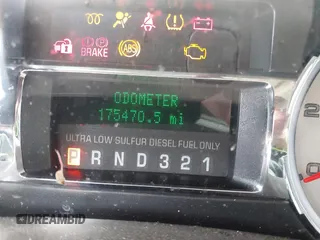 BRAKE
ABS
ODOMETER
175470.5 mi
ULTRA LOW SULFUR DIESEL FUEL ONLY
P R N D 3 2 1
DREAMBID